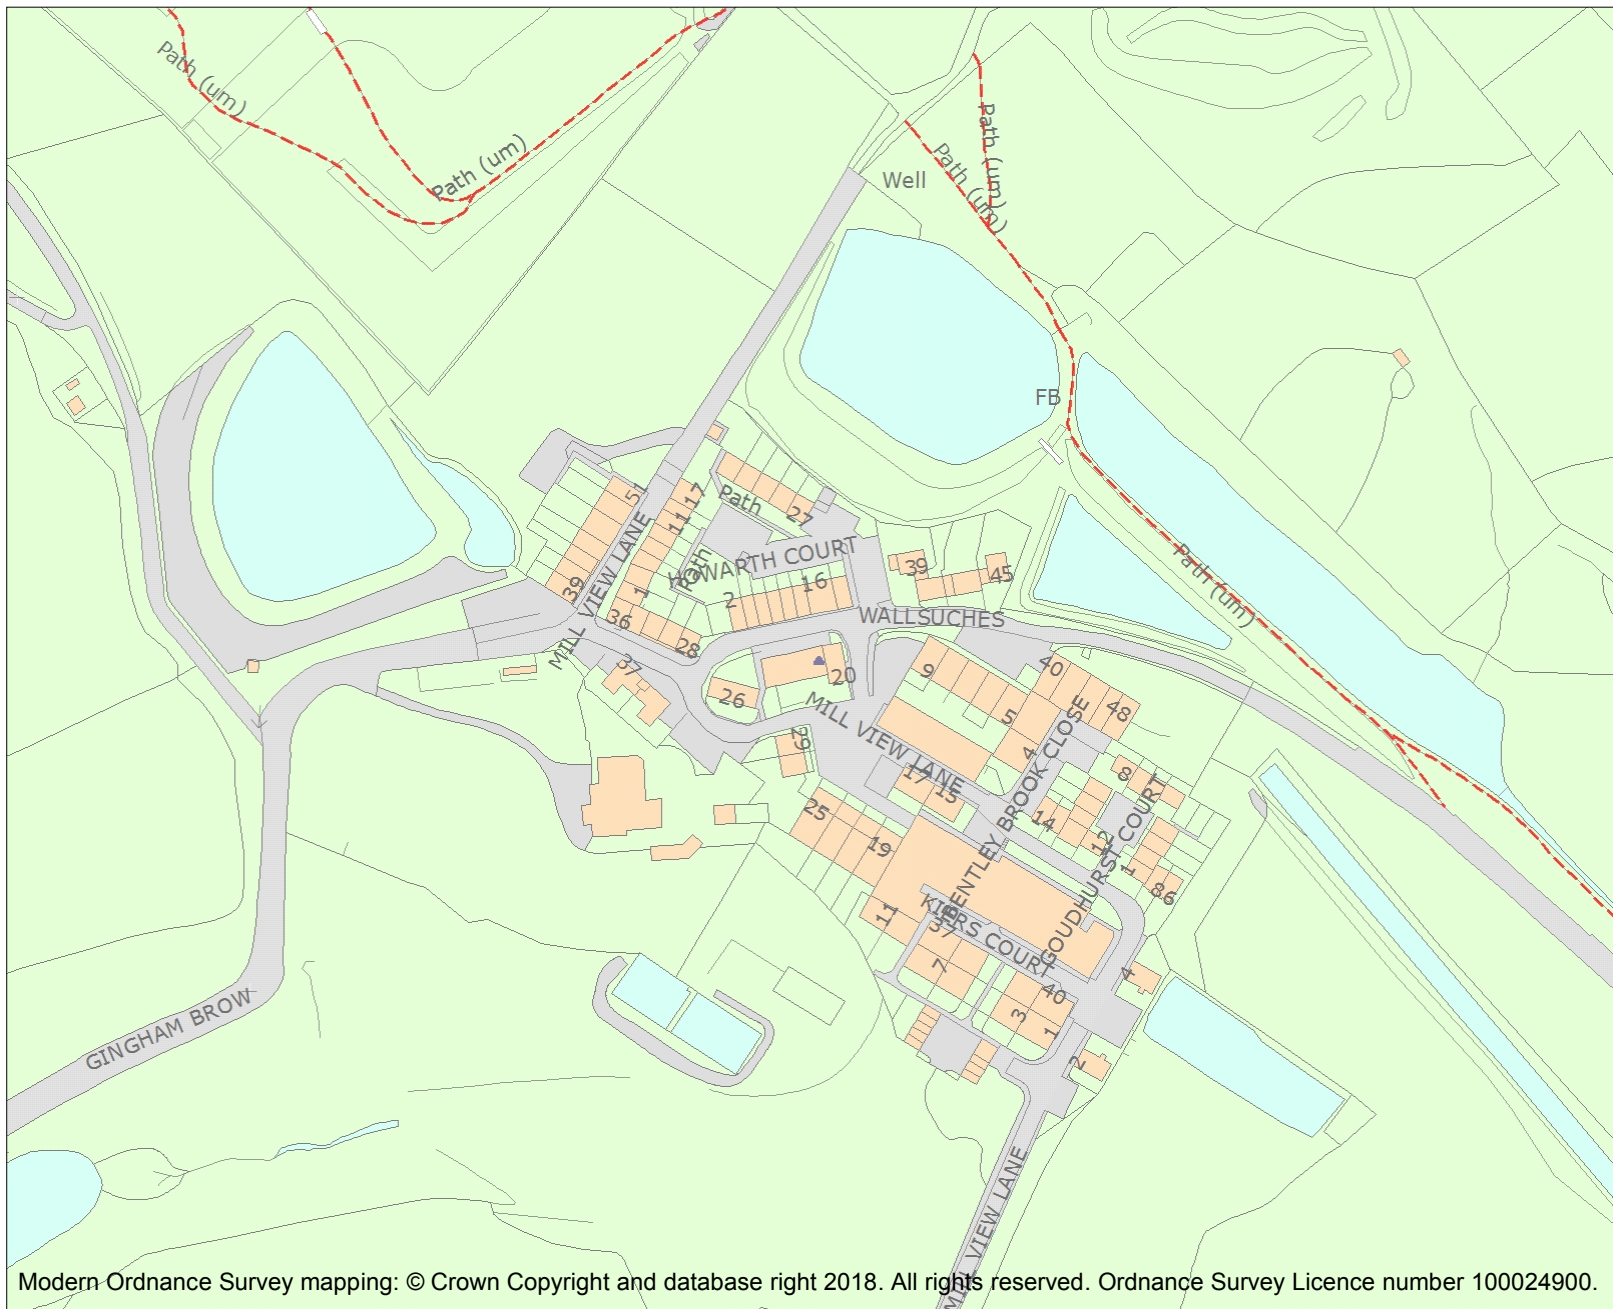 Path (um)
Path (um)
Path (um)
Path (um)
Well
FB
51
17
11
Path
27
MILL VIEW LANE
Path
HOWARTH COURT
39
1
2
16
39
45
Path (um)
36
28
WALLSUCHES
37
26
20
9
40
48
MILL VIEW LANE
5
4
29
17
15
BENTLEY BROOK CLOSE
8
14
12
GOUDHURST COURT
1
86
25
19
11
KIERS COURT
37
7
40
3
1
4
2
GINGHAM BROW
MILL VIEW LANE
Modern Ordnance Survey mapping: © Crown Copyright and database right 2018. All rights reserved. Ordnance Survey Licence number 100024900.